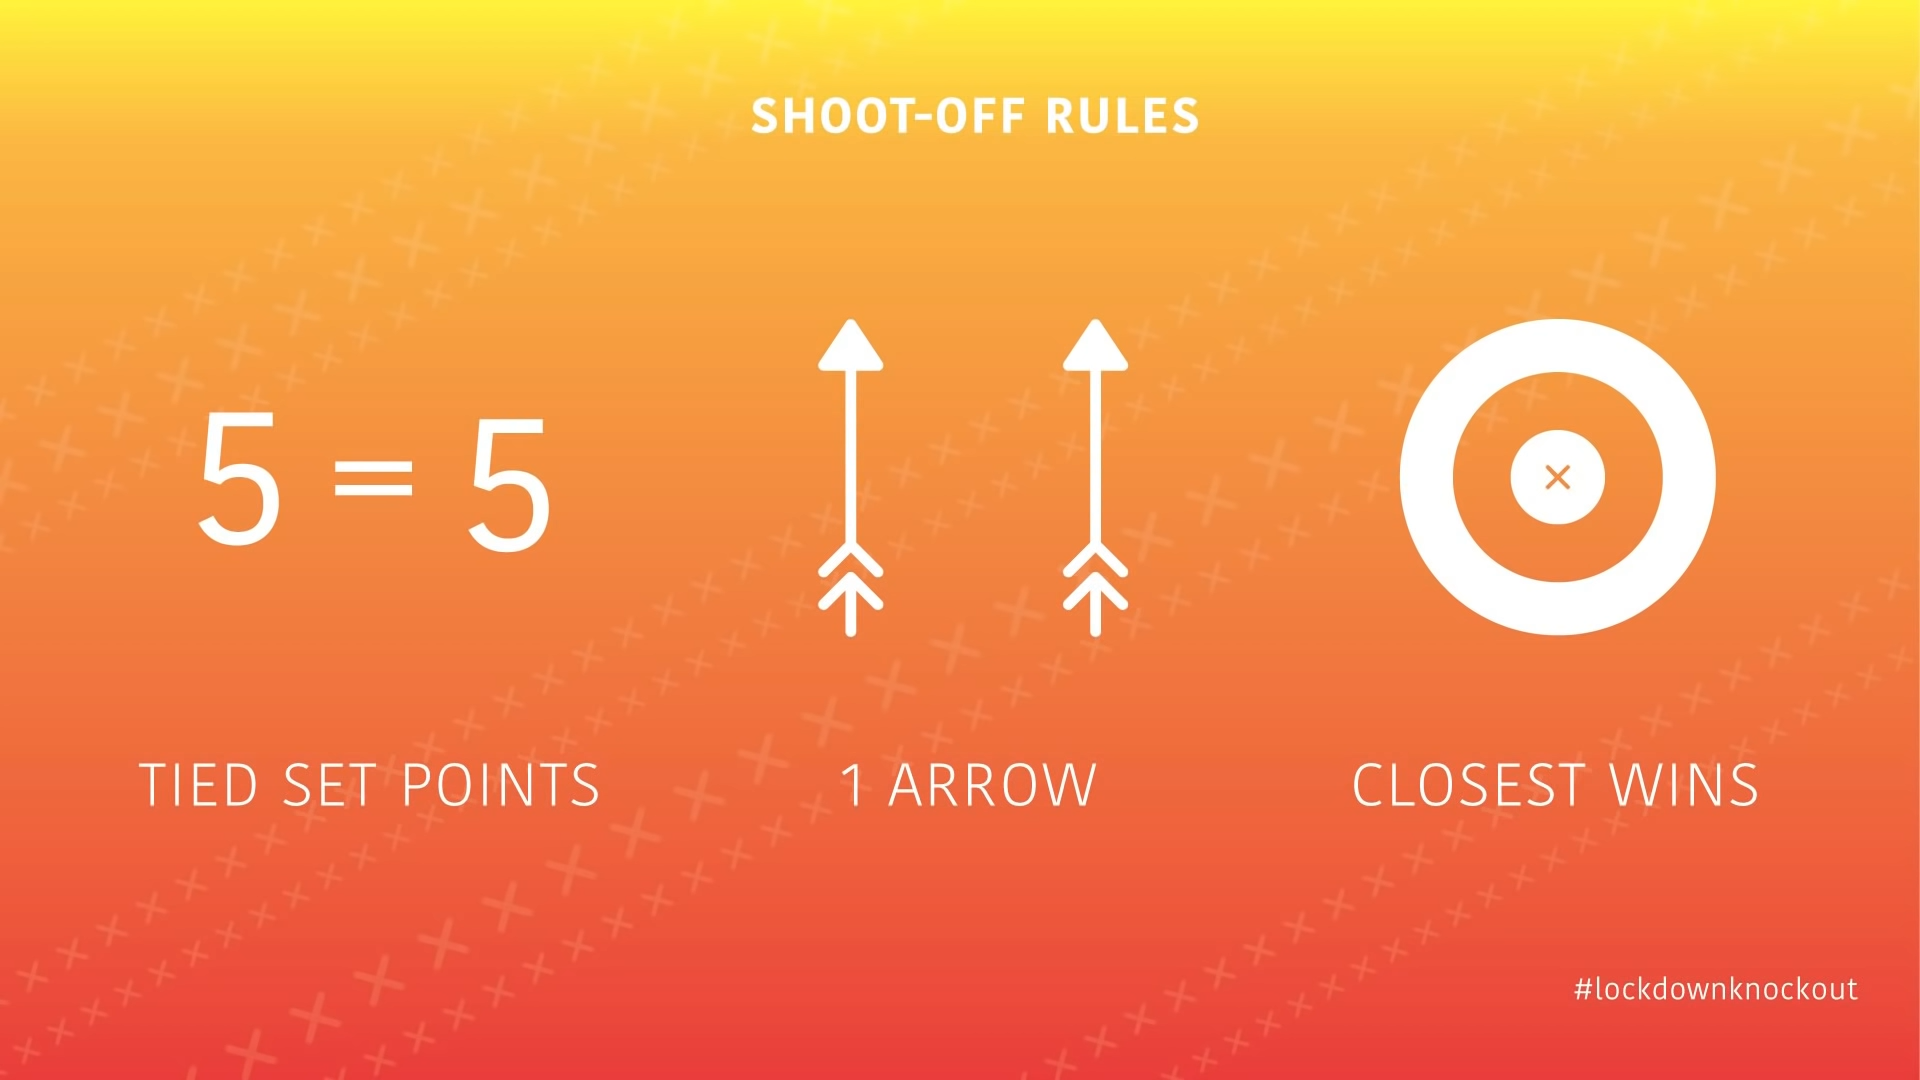 SHOOT-OFF RULES
5 = 5
TIED SET POINTS
1 ARROW
CLOSEST WINS
#lockdownknockout